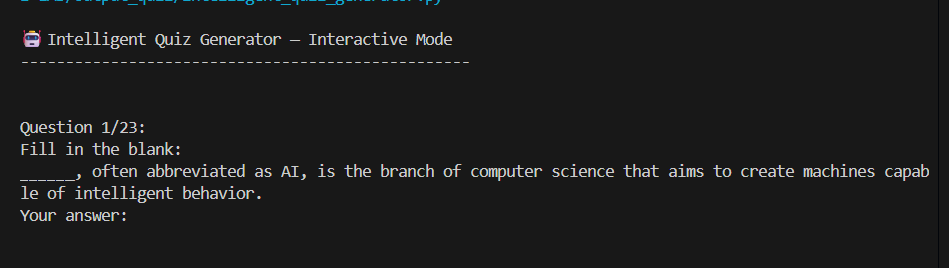 Intelligent Quiz Generator — Interactive Mode
--------------------------------------------------
Question 1/23:
Fill in the blank:
______, often abbreviated as AI, is the branch of computer science that aims to create machines capab
le of intelligent behavior.
Your answer: